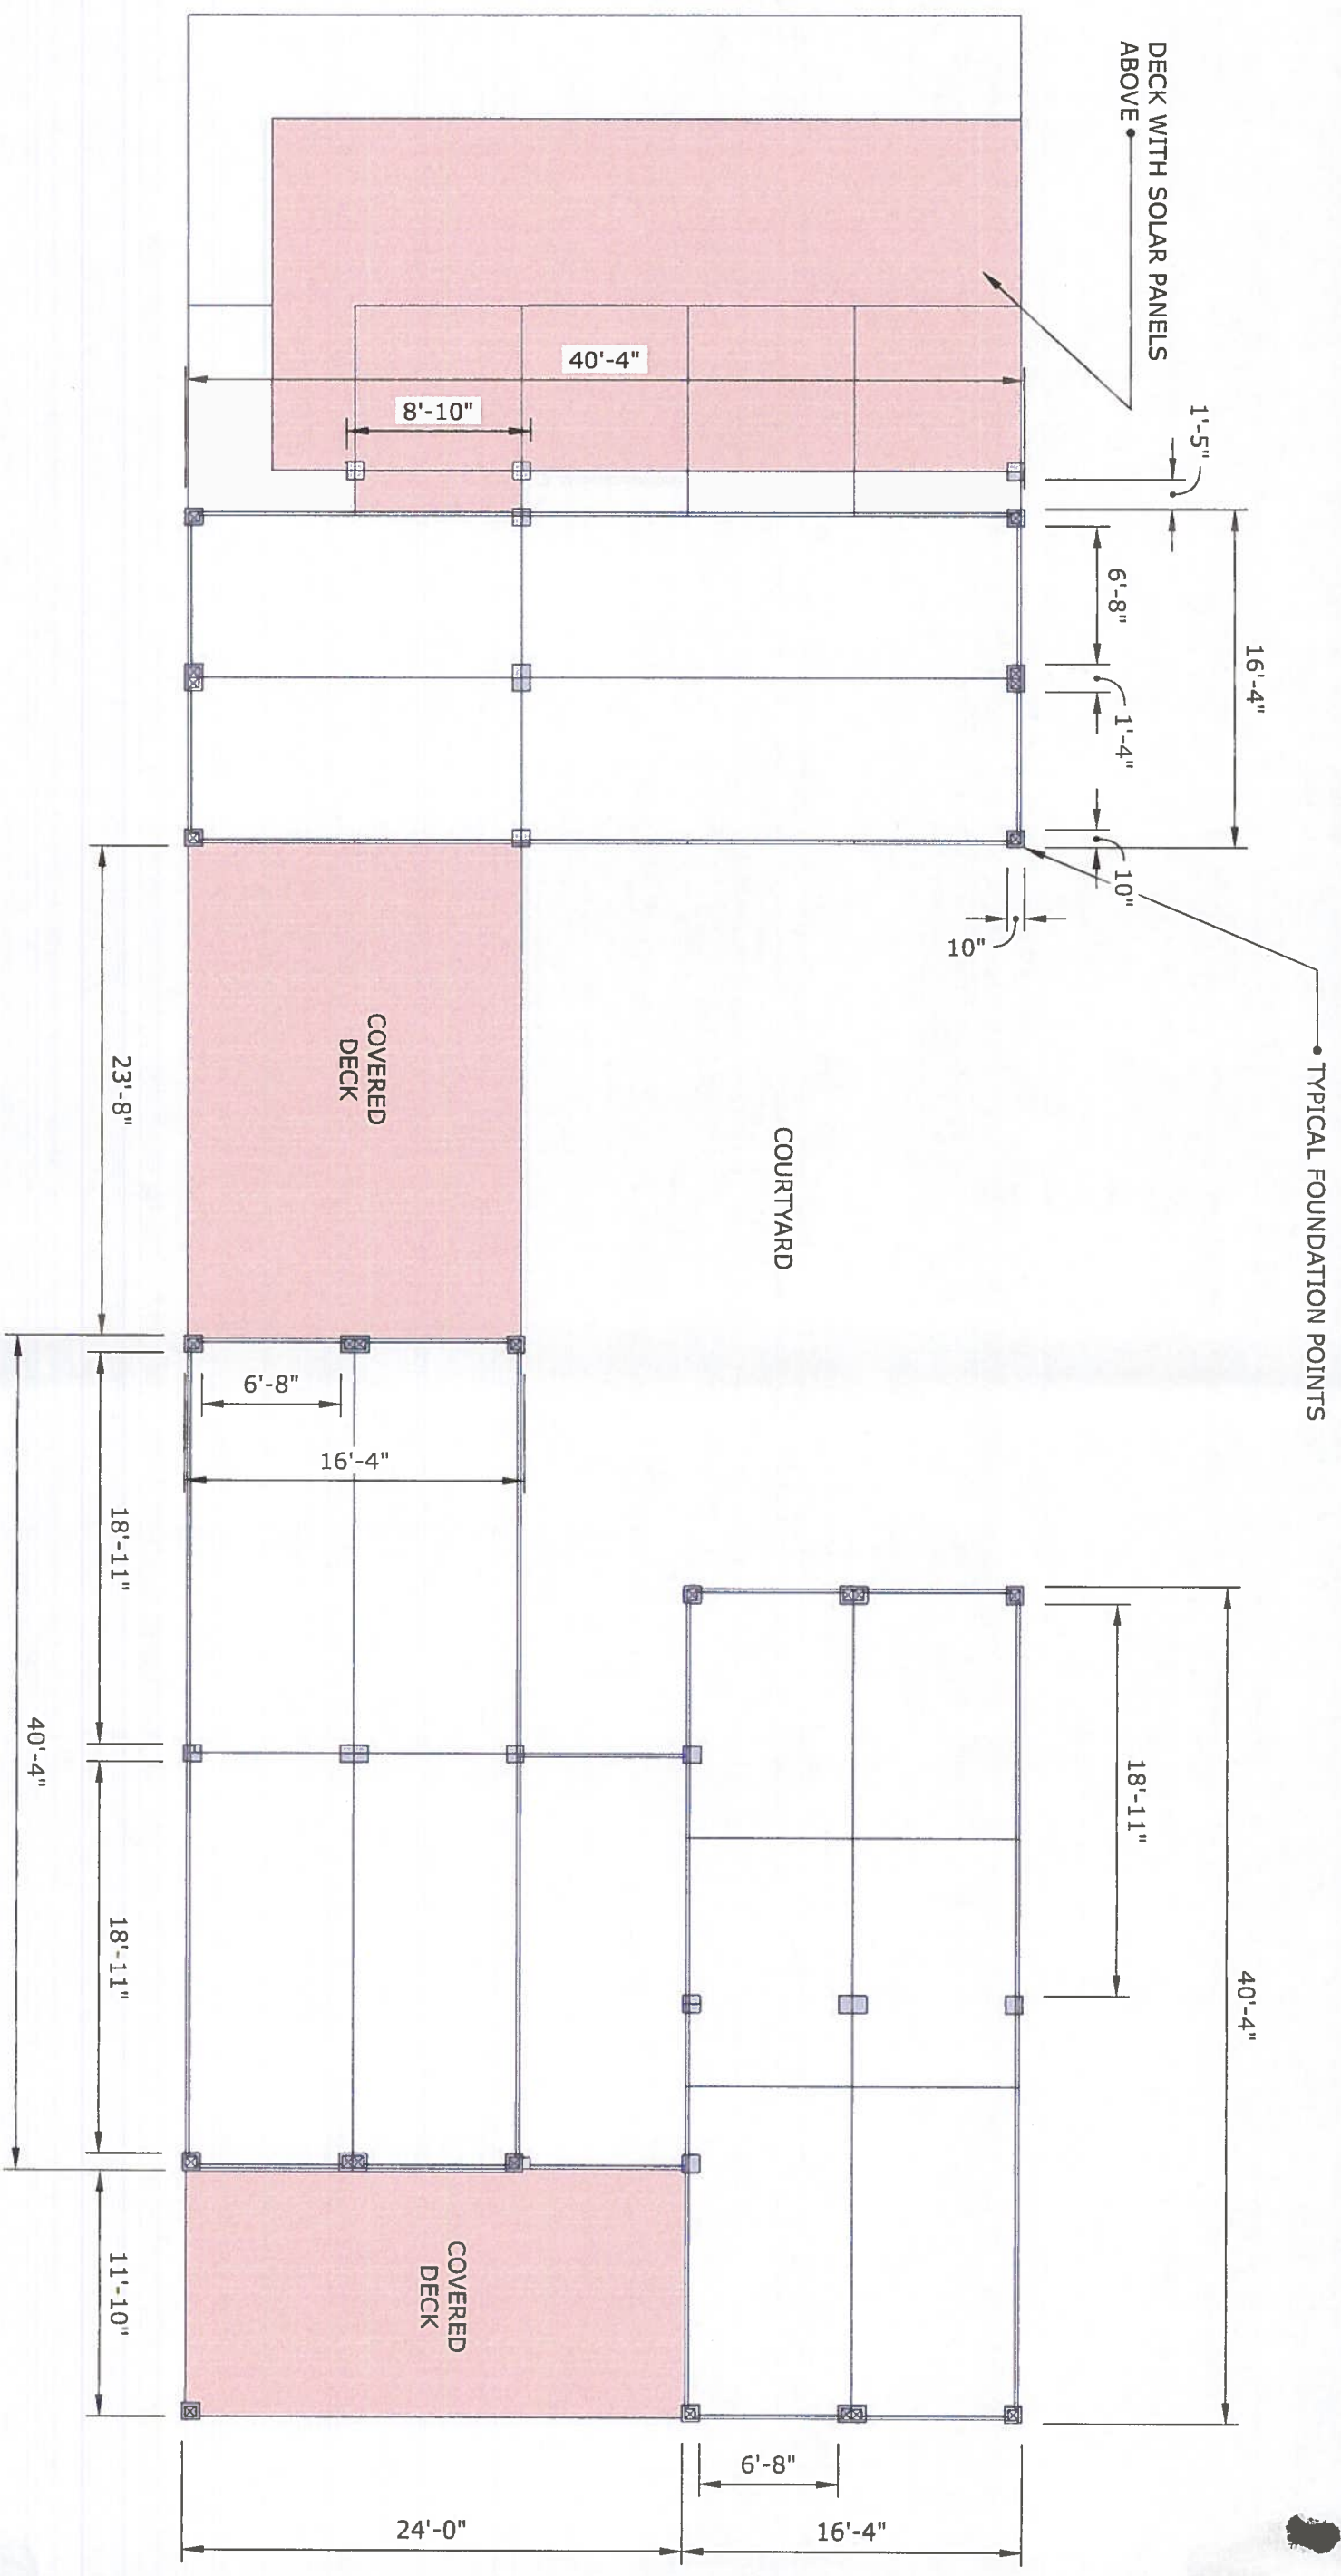 DECK WITH SOLAR PANELS
ABOVE
1'-5"
16'-4"
6'-8"
1'-4"
10"
10"
TYPICAL FOUNDATION POINTS
40'-4"
8'-10"
COVERED
DECK
COURTYARD
23'-8"
6'-8"
16'-4"
18'-11"
40'-4"
18'-11"
18'-11"
40'-4"
COVERED
DECK
11'-10"
6'-8"
24'-0"
16'-4"